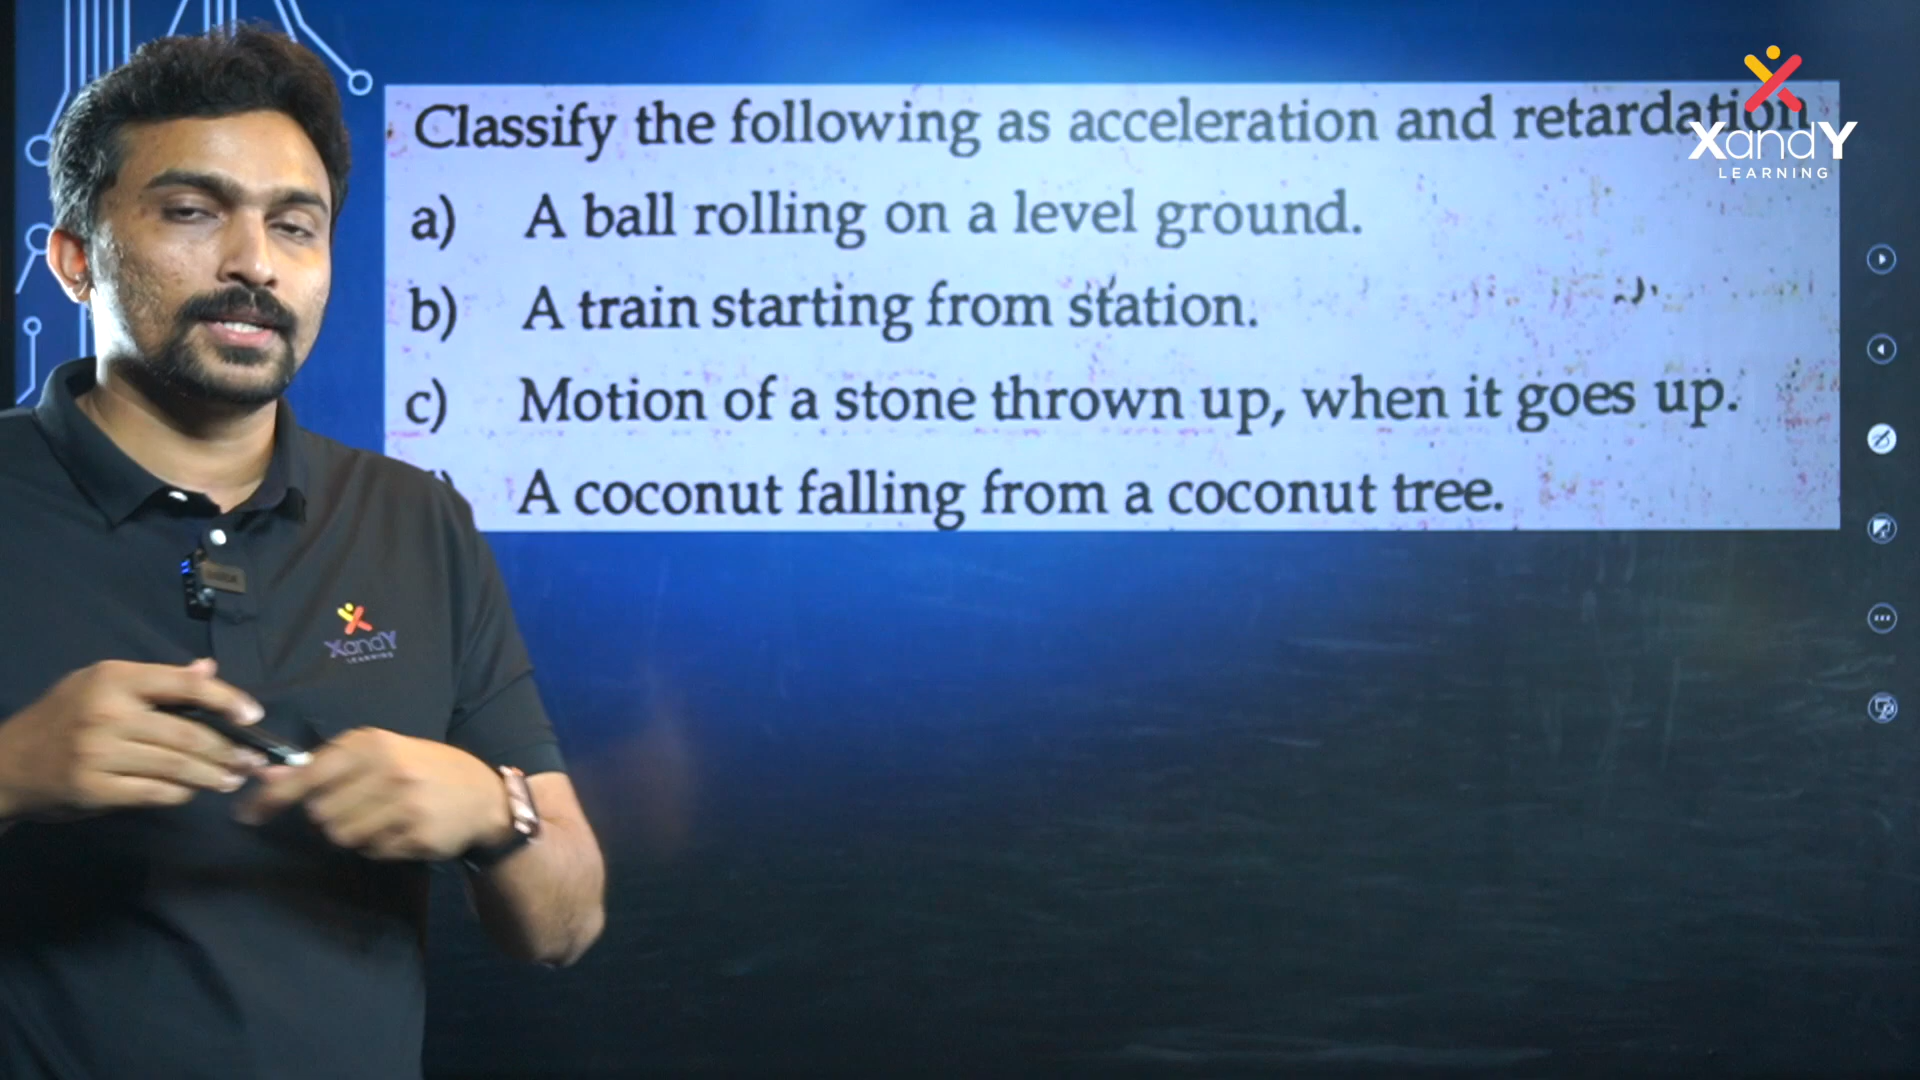 Classify the following as acceleration and retardation
a) A ball rolling on a level ground.
b) A train starting from station.
c) Motion of a stone thrown up, when it goes up.
A coconut falling from a coconut tree.
XandY
LEARNING
XandY
LEARNING